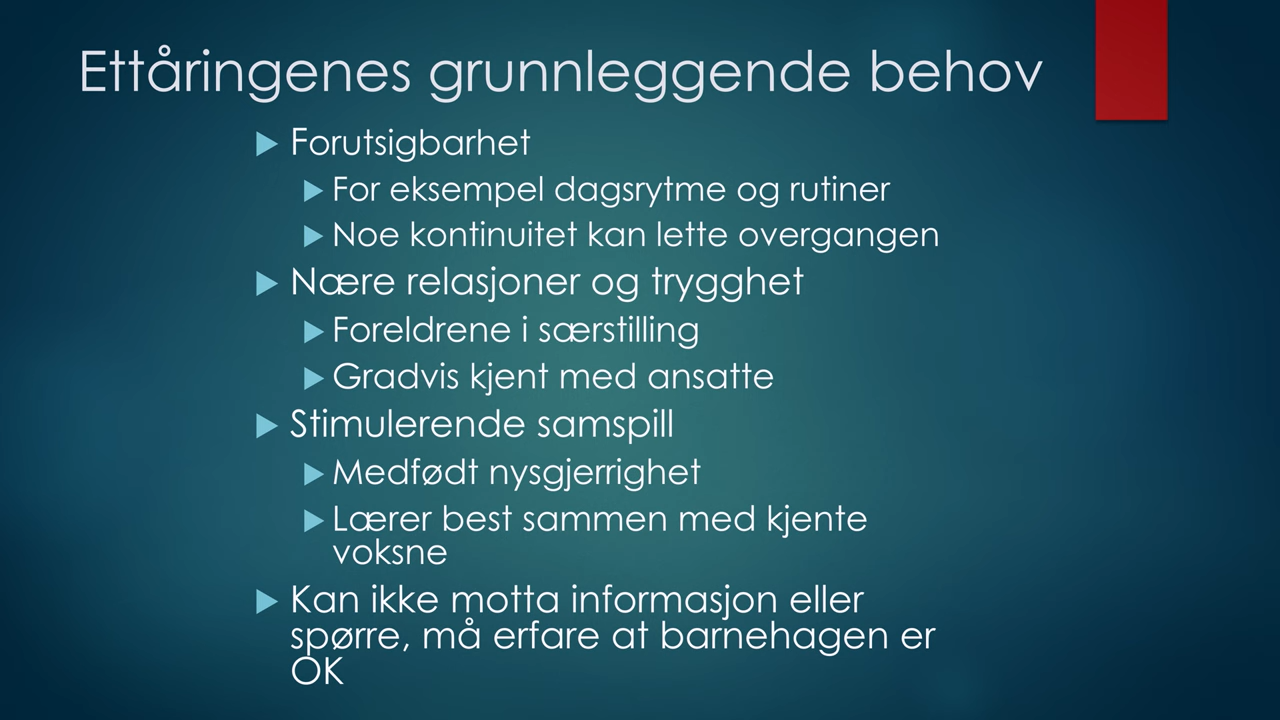 Ettåringenes grunnleggende behov
Forutsigbarhet
For eksempel dagsrytme og rutiner
Noe kontinuitet kan lette overgangen
Nære relasjoner og trygghet
Foreldrene i særstilling
Gradvis kjent med ansatte
Stimulerende samspill
Medfødt nysgjerrighet
Lærer best sammen med kjente
voksne
Kan ikke motta informasjon eller
spørre, må erfare at barnehagen er
OK